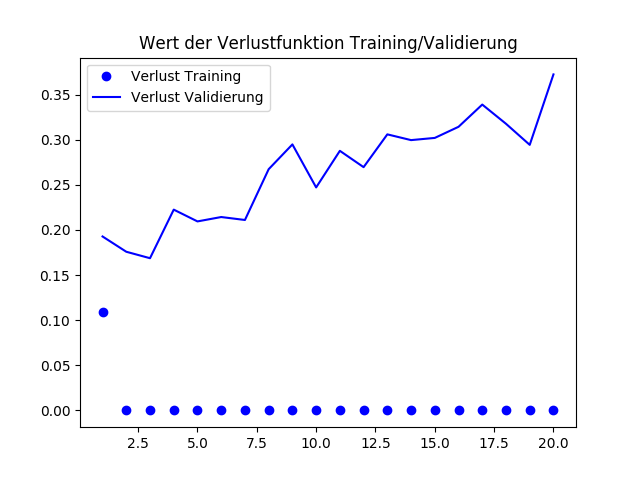 Wert der Verlustfunktion Training/Validierung
Verlust Training
Verlust Validierung
0.35
0.30
0.25
0.20
0.15
0.10
0.05
0.00
2.5 5.0 7.5 10.0 12.5 15.0 17.5 20.0